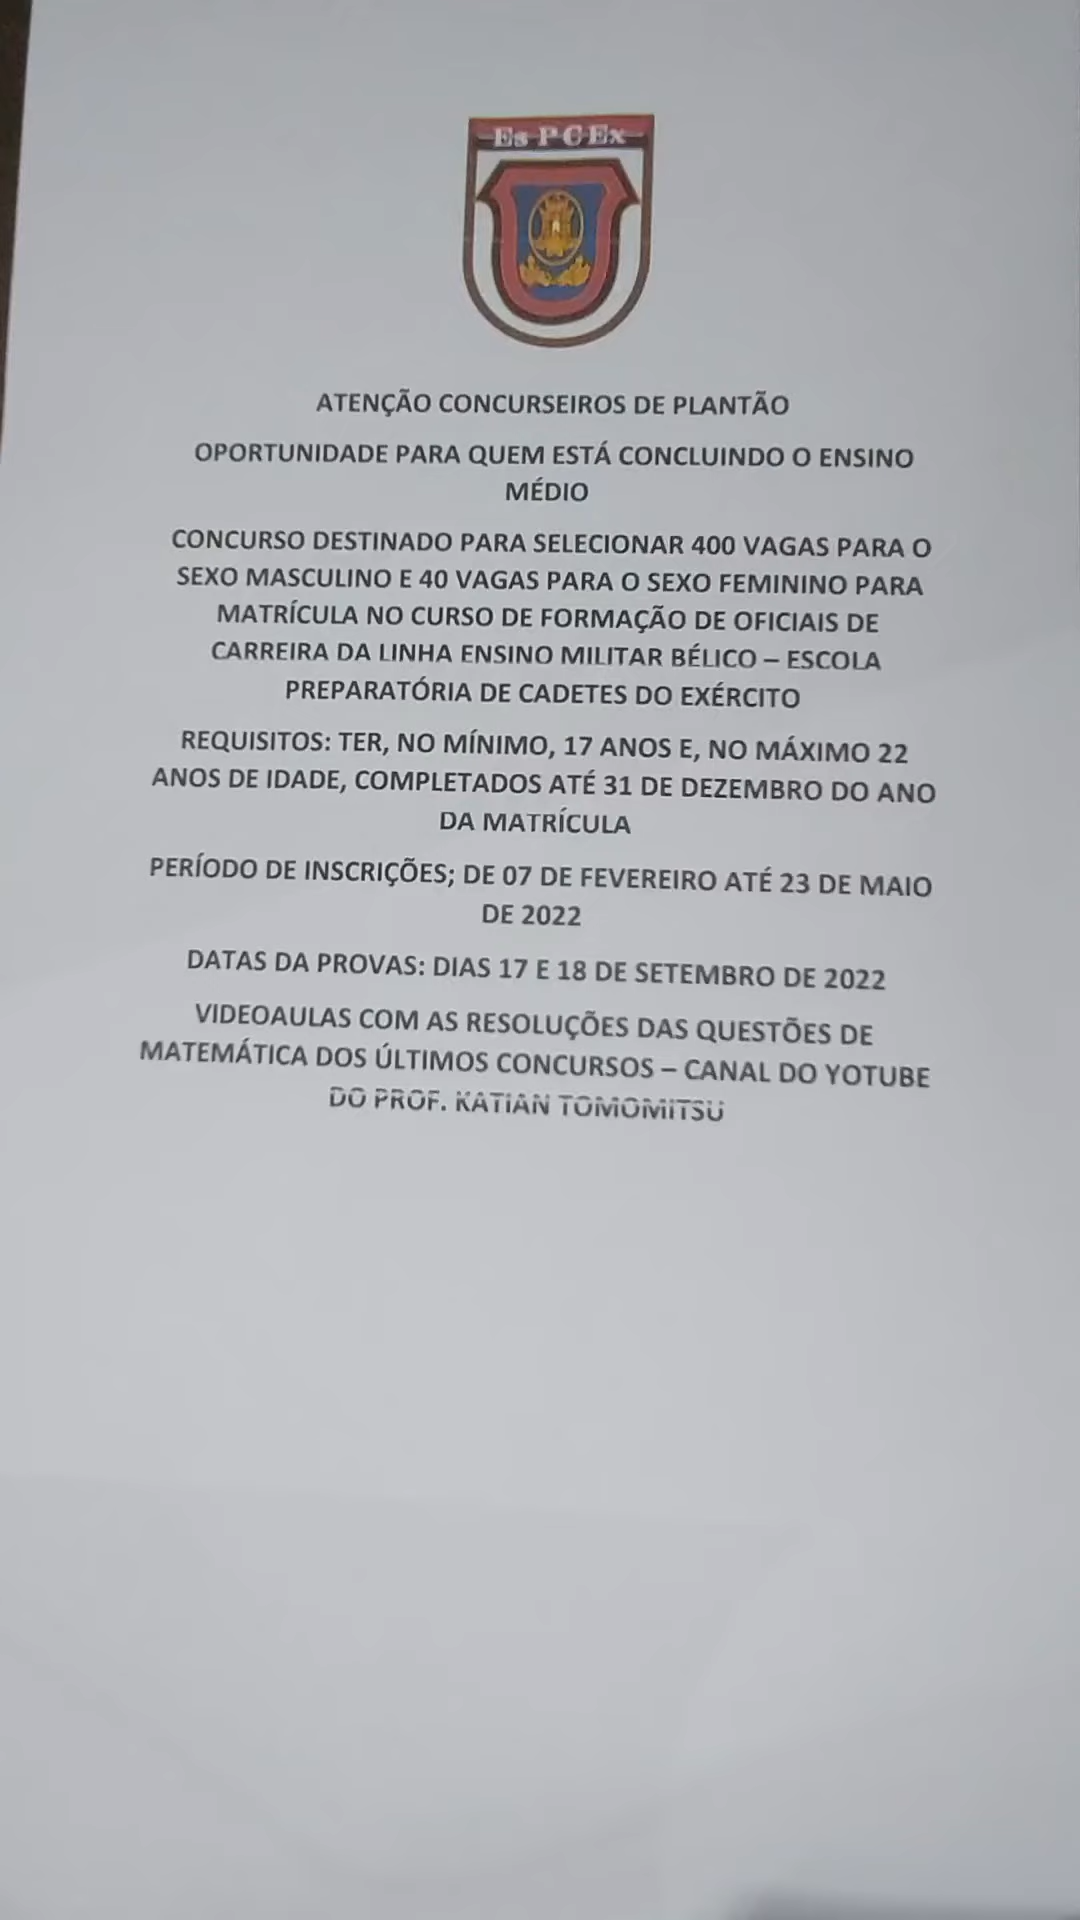 Es PC Ex
ATENÇÃO CONCURSEIROS DE PLANTÃO
OPORTUNIDADE PARA QUEM ESTÁ CONCLUINDO O ENSINO
MÉDIO
CONCURSO DESTINADO PARA SELECIONAR 400 VAGAS PARA O
SEXO MASCULINO E 40 VAGAS PARA O SEXO FEMININO PARA
MATRÍCULA NO CURSO DE FORMAÇÃO DE OFICIAIS DE
CARREIRA DA LINHA ENSINO MILITAR BÉLICO – ESCOLA
PREPARATÓRIA DE CADETES DO EXÉRCITO
REQUISITOS: TER, NO MÍNIMO, 17 ANOS E, NO MÁXIMO 22
ANOS DE IDADE, COMPLETADOS ATÉ 31 DE DEZEMBRO DO ANO
DA MATRÍCULA
PERÍODO DE INSCRIÇÕES; DE 07 DE FEVEREIRO ATÉ 23 DE MAIO
DE 2022
DATAS DA PROVAS: DIAS 17 E 18 DE SETEMBRO DE 2022
VIDEOAULAS COM AS RESOLUÇÕES DAS QUESTÕES DE
MATEMÁTICA DOS ÚLTIMOS CONCURSOS – CANAL DO YOTUBE
DO PROF. KATIAN TOMOMITSU